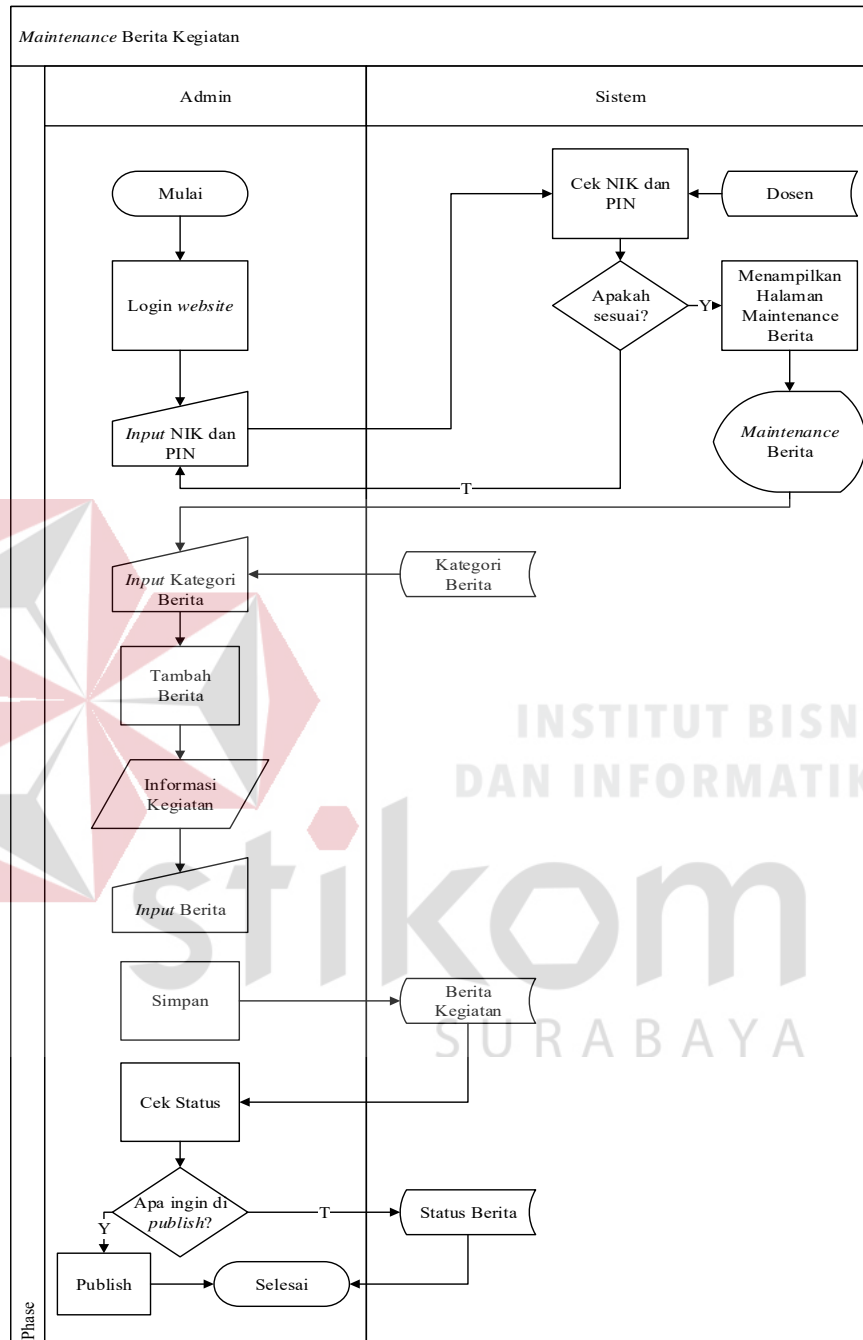 Maintenance Berita Kegiatan
Admin
Sistem
Mulai
Cek NIK dan
PIN
Dosen
Login website
Apakah
sesuai?
Y
Menampilkan
Halaman
Maintenance
Berita
Input NIK dan
PIN
Maintenance
Berita
T
Input Kategori
Berita
Kategori
Berita
Tambah
Berita
INSTITUT BISN
DAN INFORMATIK
Informasi
Kegiatan
stikom
SURABAYA
Input Berita
Simpan
Berita
Kegiatan
Cek Status
Apa ingin di
publish?
T
Status Berita
Y
Publish
Selesai
Phase